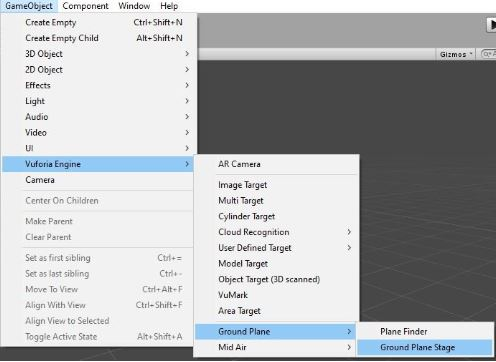 GameObject Component Window Help
Create Empty Ctrl+Shift+N
Create Empty Child Alt+Shift+N
3D Object
2D Object
Effects
Light
Audio
Video
UI
Vuforia Engine
Camera
Center On Children
Make Parent
Clear Parent
Set as first sibling Ctrl+=
Set as last sibling Ctrl+-
Move To View Ctrl+Alt+F
Align With View Ctrl+Shift+F
Align View to Selected
Toggle Active State Alt+Shift+A
Gizmos
AR Camera
Image Target
Multi Target
Cylinder Target
Cloud Recognition
User Defined Target
Model Target
Object Target (3D scanned)
VuMark
Area Target
Ground Plane
Mid Air
Plane Finder
Ground Plane Stage